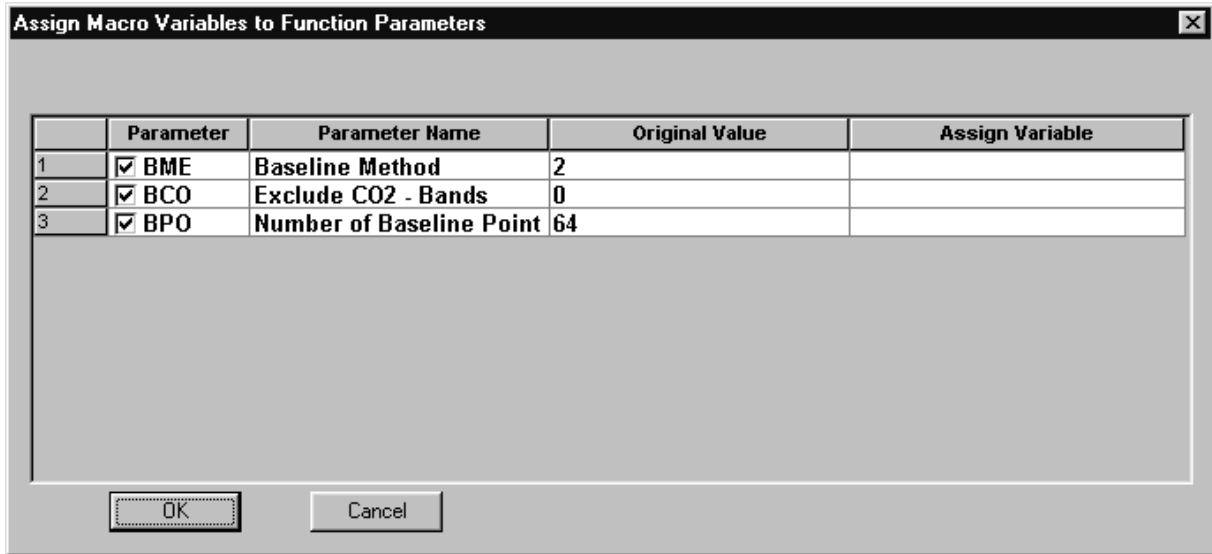 Assign Macro Variables to Function Parameters
Parameter Parameter Name Original Value Assign Variable
1 BME Baseline Method 2
2 BCO Exclude CO2 - Bands 0
3 BPO Number of Baseline Point 64
OK Cancel